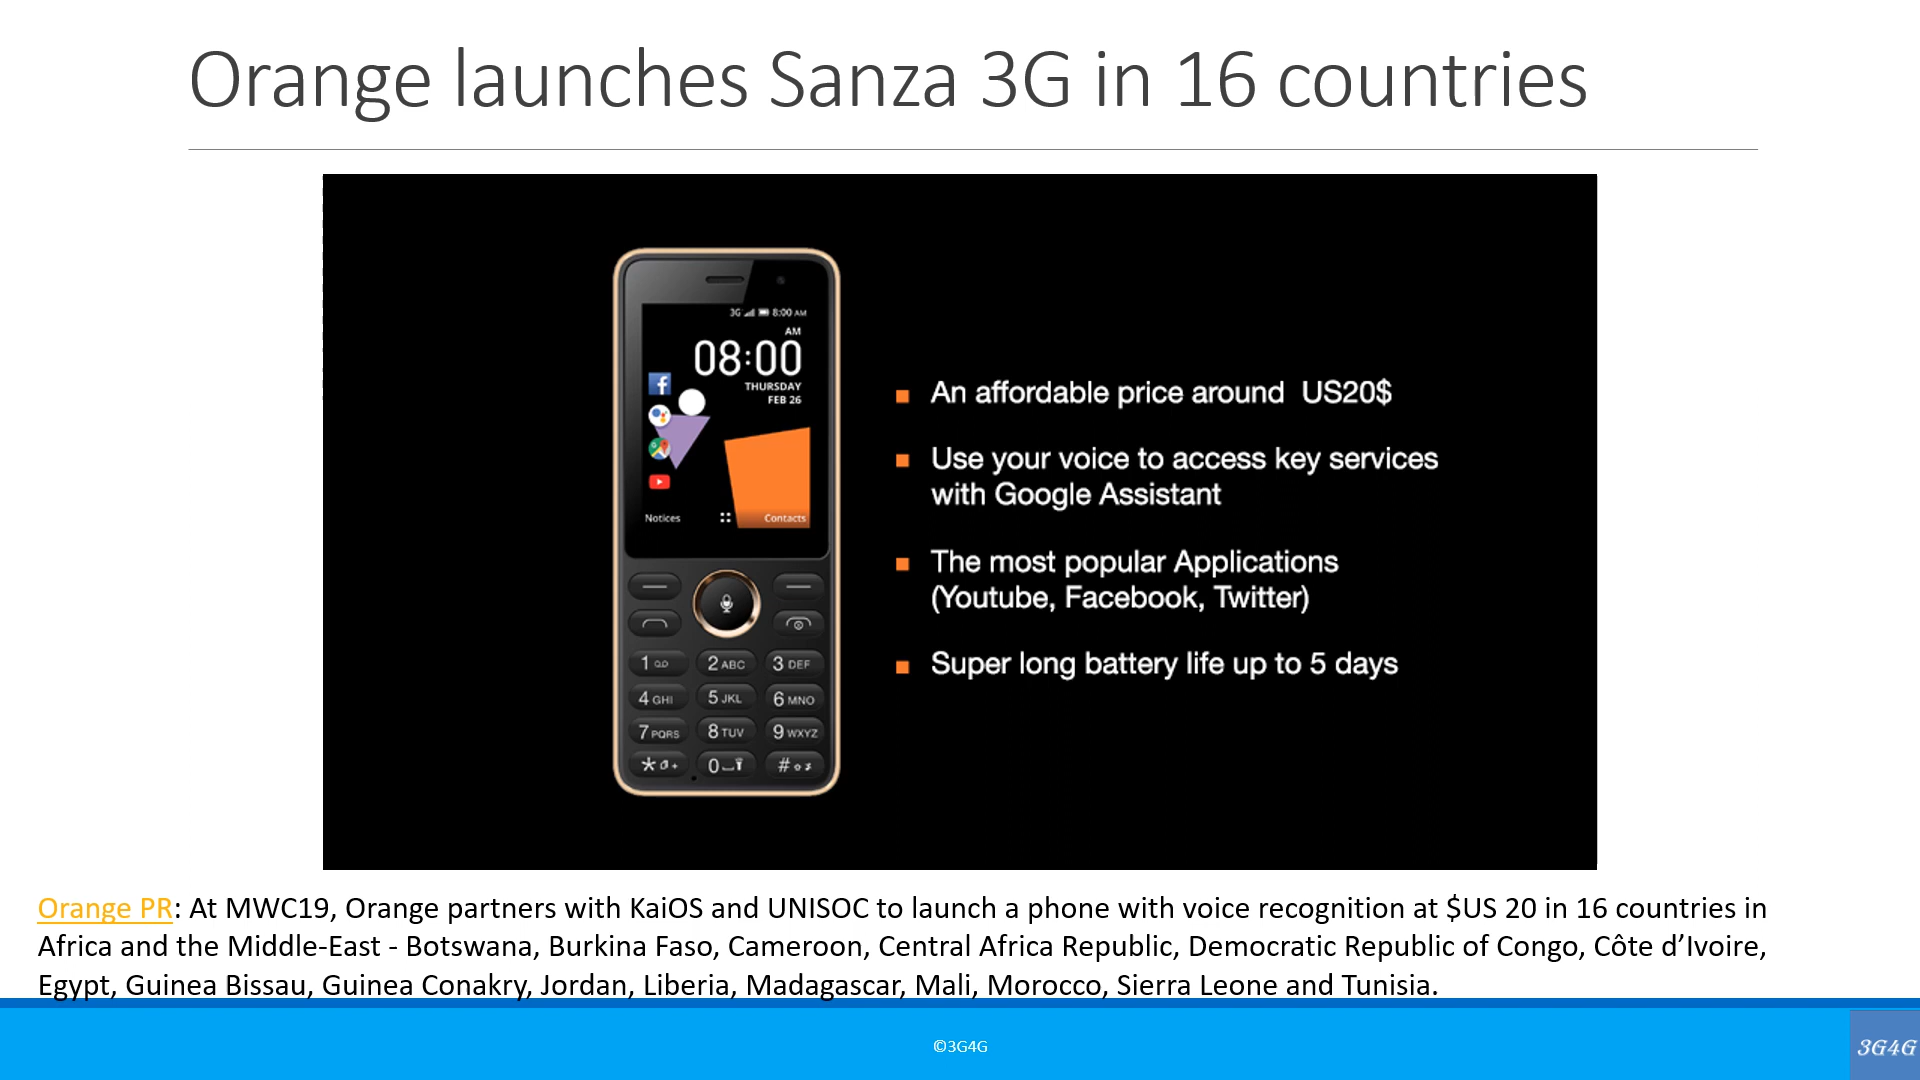 Orange launches Sanza 3G in 16 countries
3G 8:00 AM
AM
08:00
THURSDAY
FEB 26
Notices
Contacts
1
2 ABC
3 DEF
4 GHI
5 JKL
6 MNO
7 PQRS
8 TUV
9 WXYZ
* +
0
#
An affordable price around US20$
Use your voice to access key services
with Google Assistant
The most popular Applications
(Youtube, Facebook, Twitter)
Super long battery life up to 5 days
Orange PR: At MWC19, Orange partners with KaiOS and UNISOC to launch a phone with voice recognition at $US 20 in 16 countries in
Africa and the Middle-East - Botswana, Burkina Faso, Cameroon, Central Africa Republic, Democratic Republic of Congo, Côte d’Ivoire,
Egypt, Guinea Bissau, Guinea Conakry, Jordan, Liberia, Madagascar, Mali, Morocco, Sierra Leone and Tunisia.
©3G4G
3G4G